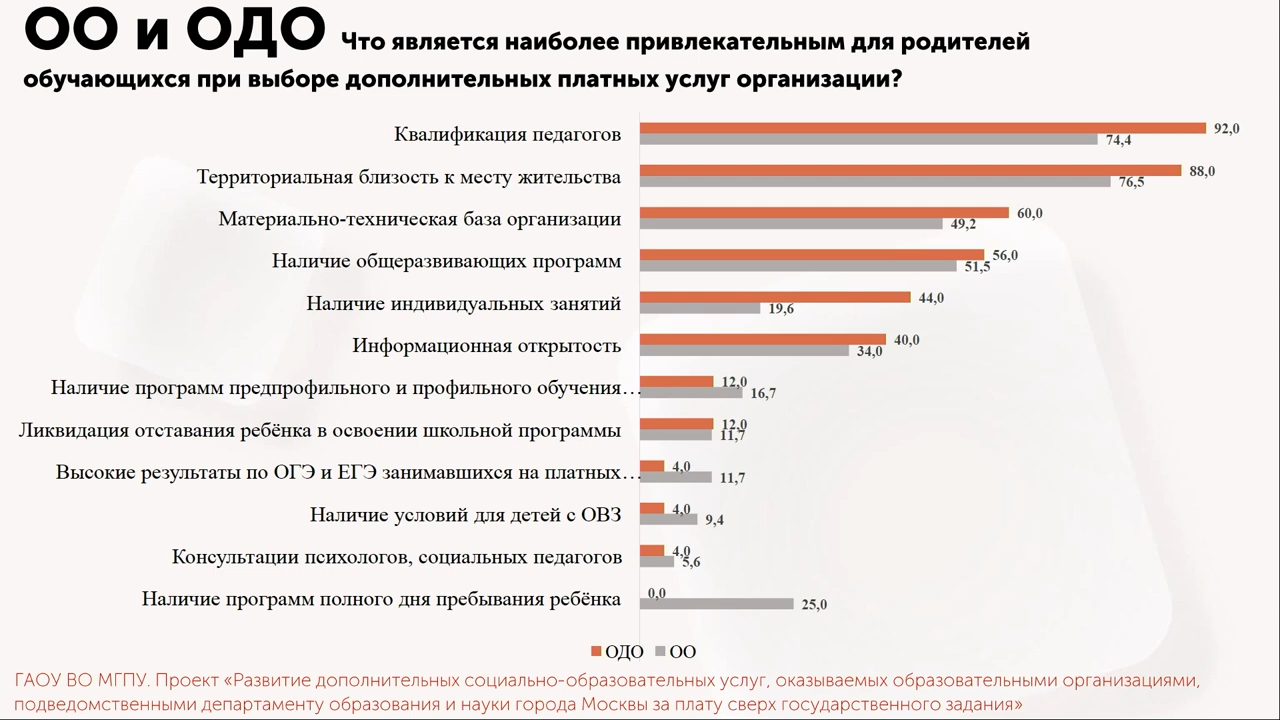 ОО и ОДО Что является наиболее привлекательным для родителей
обучающихся при выборе дополнительных платных услуг организации?
Квалификация педагогов 92,0
74,4
Территориальная близость к месту жительства 88,0
76,5
Материально-техническая база организации 60,0
49,2
Наличие общеразвивающих программ 56,0
51,5
Наличие индивидуальных занятий 44,0
19,6
Информационная открытость 40,0
34,0
Наличие программ предпрофильного и профильного обучения… 12,0
16,7
Ликвидация отставания ребёнка в освоении школьной программы 12,0
11,7
Высокие результаты по ОГЭ и ЕГЭ занимавшихся на платных… 4,0
11,7
Наличие условий для детей с ОВЗ 4,0
9,4
Консультации психологов, социальных педагогов 4,0
5,6
Наличие программ полного дня пребывания ребёнка 0,0
25,0
ОДО ОО
ГАОУ ВО МГПУ. Проект «Развитие дополнительных социально-образовательных услуг, оказываемых образовательными организациями,
подведомственными департаменту образования и науки города Москвы за плату сверх государственного задания»